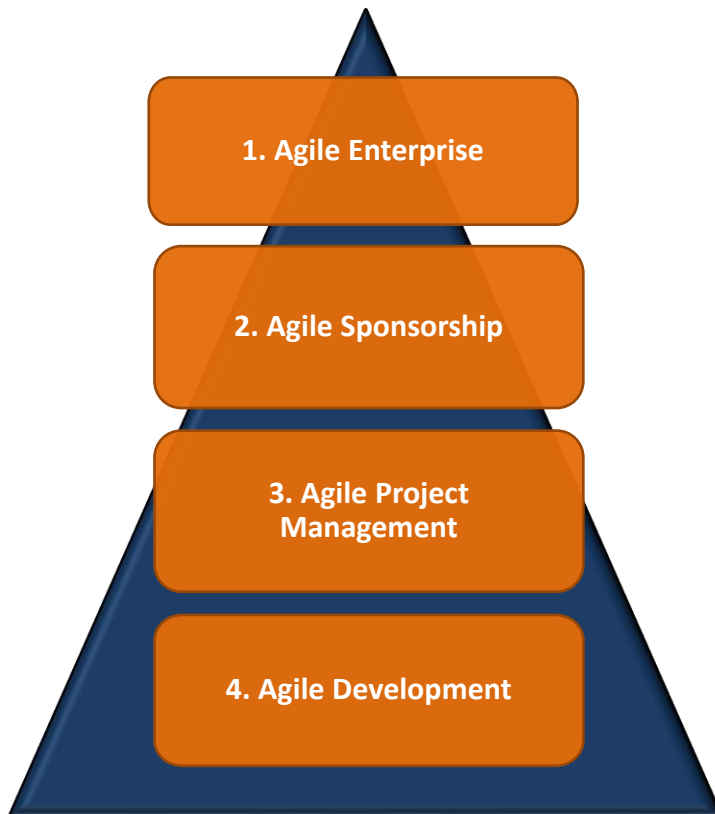 1. Agile Enterprise
2. Agile Sponsorship
3. Agile Project
Management
4. Agile Development